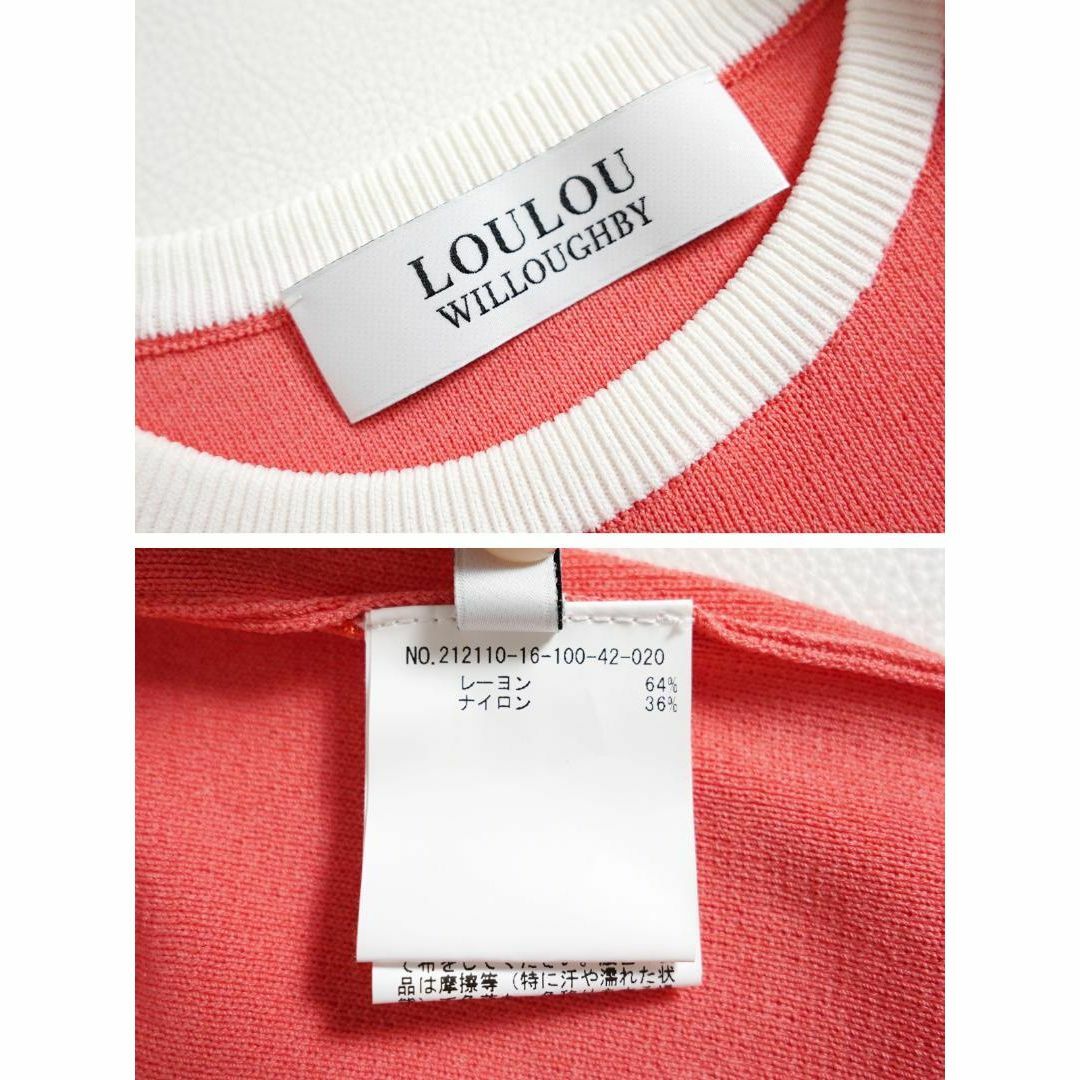 LOULOU
WILLOUGHBY
NO.212110-16-100-42-020
レーヨン 64%
ナイロン 36%
品は摩擦等（特に汗や濡れた状